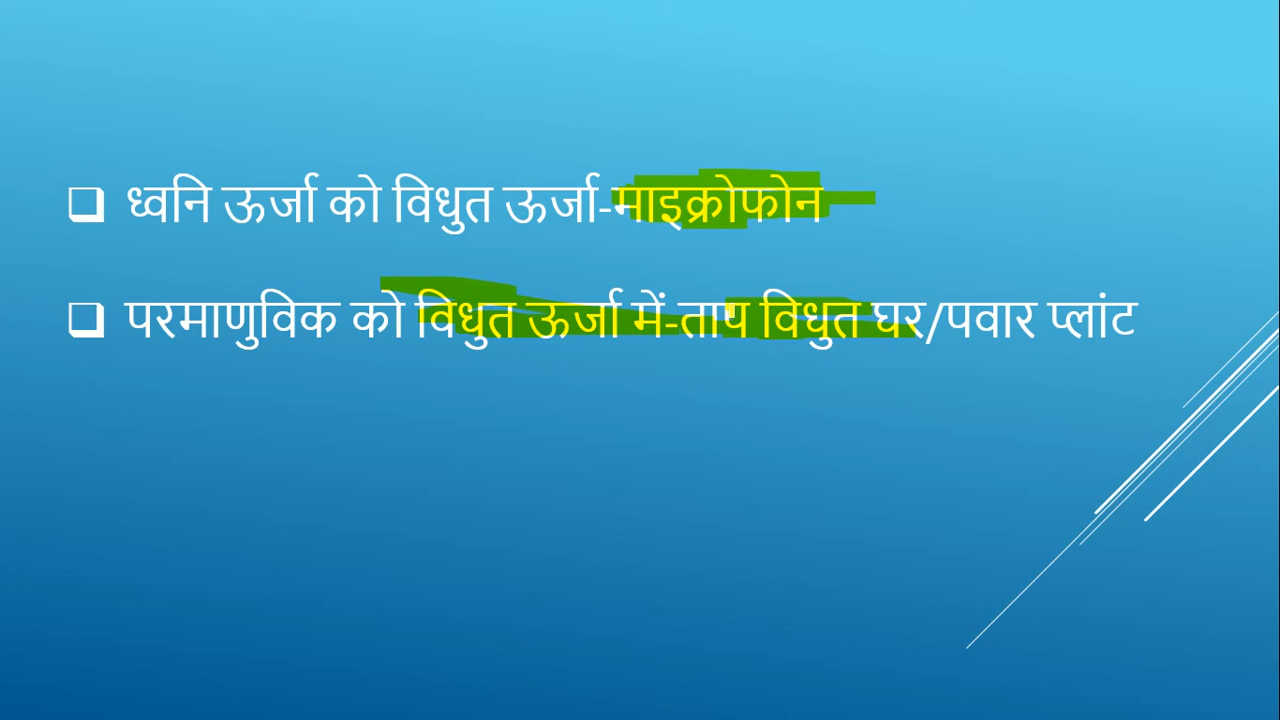 ध्वनि ऊर्जा को विधुत ऊर्जा-माइक्रोफोन
परमाणुविक को विधुत ऊर्जा में-ताप विधुत घर/पवार प्लांट